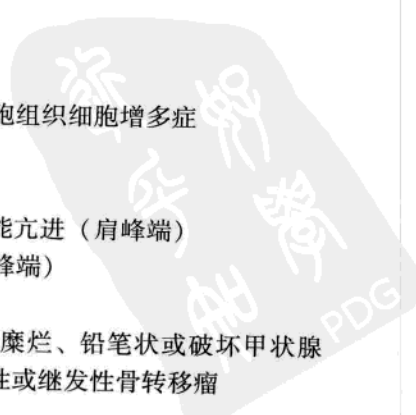 胞组织细胞增多症
能亢进（肩峰端）
峰端）
糜烂、铅笔状或破坏甲状腺
性或继发性骨转移瘤
PDG